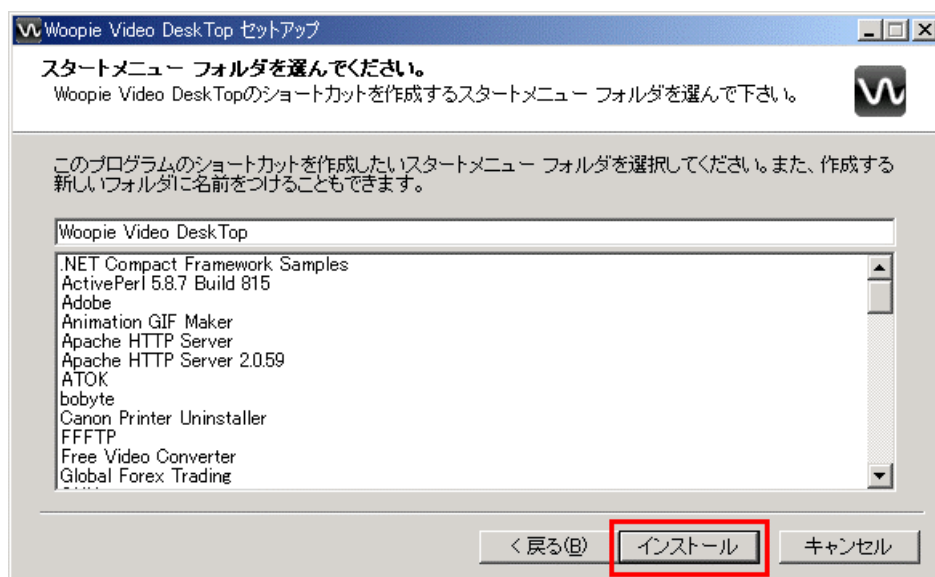 Woopie Video DeskTop セットアップ
スタートメニュー フォルダを選んでください。
Woopie Video DeskTopのショートカットを作成するスタートメニュー フォルダを選んで下さい。
このプログラムのショートカットを作成したいスタートメニュー フォルダを選択してください。また、作成する
新しいフォルダに名前をつけることもできます。
Woopie Video DeskTop
.NET Compact Framework Samples
ActivePerl 5.8.7 Build 815
Adobe
Animation GIF Maker
Apache HTTP Server
Apache HTTP Server 2.0.59
ATOK
bobyte
Canon Printer Uninstaller
FFFTP
Free Video Converter
Global Forex Trading
< 戻る(B)
インストール
キャンセル